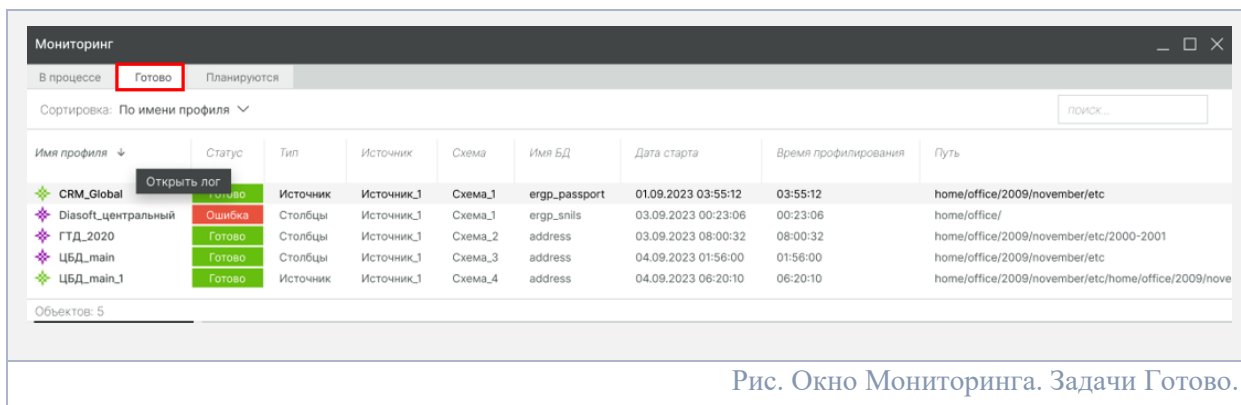 Мониторинг
В процессе Готово Планируются
Сортировка: По имени профиля поиск...
Имя профиля Статус Тип Источник Схема Имя БД Дата старта Время профилирования Путь
Открыть лог
CRM_Global Готово Источник Источник_1 Схема_1 ergp_passport 01.09.2023 03:55:12 03:55:12 home/office/2009/november/etc
Diasoft_центральный Ошибка Столбцы Источник_1 Схема_1 ergp_snils 03.09.2023 00:23:06 00:23:06 home/office/
ГТД_2020 Готово Столбцы Источник_1 Схема_2 address 03.09.2023 08:00:32 08:00:32 home/office/2009/november/etc/2000-2001
ЦБД_main Готово Столбцы Источник_1 Схема_3 address 04.09.2023 01:56:00 01:56:00 home/office/2009/november/etc
ЦБД_main_1 Готово Источник Источник_1 Схема_4 address 04.09.2023 06:20:10 06:20:10 home/office/2009/november/etc/home/office/2009/nove
Объектов: 5
Рис. Окно Мониторинга. Задачи Готово.